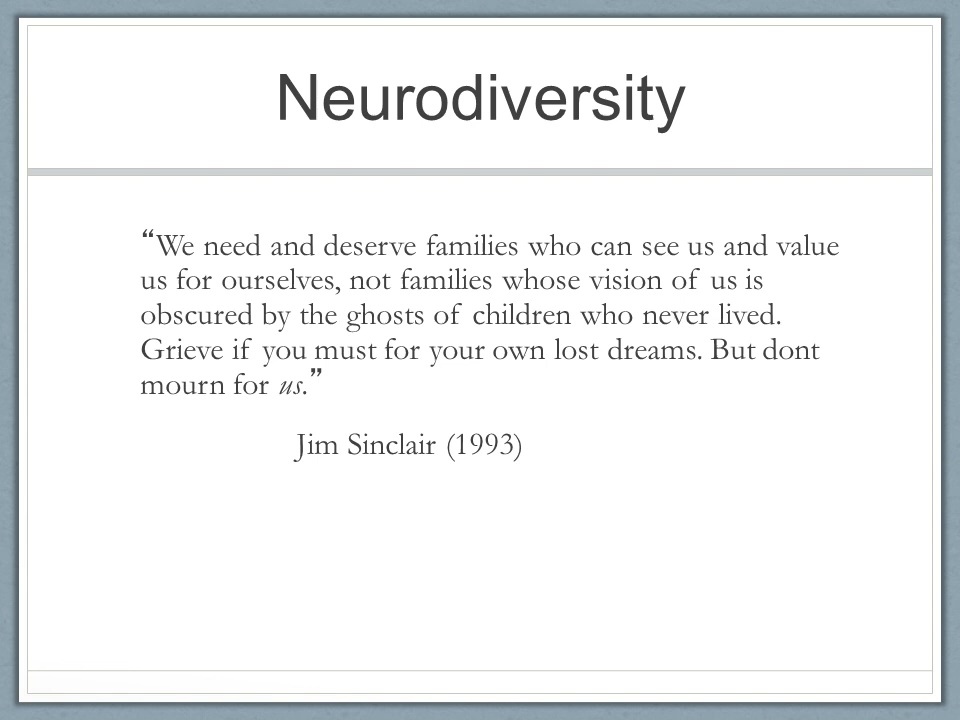 Neurodiversity
“We need and deserve families who can see us and value
us for ourselves, not families whose vision of us is
obscured by the ghosts of children who never lived.
Grieve if you must for your own lost dreams. But dont
mourn for us.”
Jim Sinclair (1993)